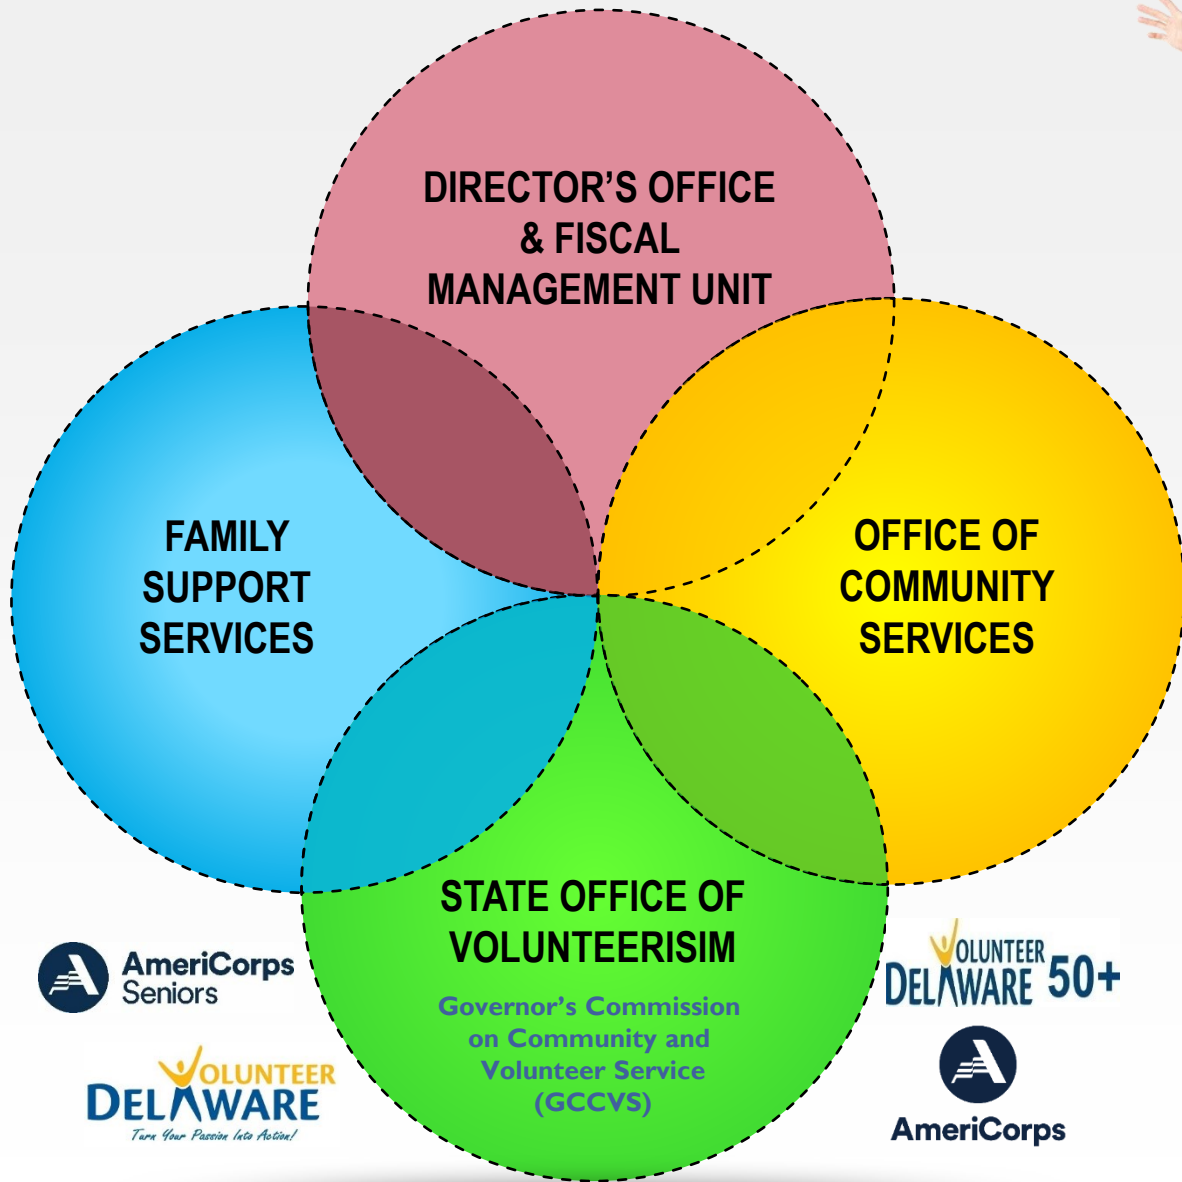 DIRECTOR’S OFFICE
& FISCAL
MANAGEMENT UNIT
FAMILY
SUPPORT
SERVICES
OFFICE OF
COMMUNITY
SERVICES
STATE OFFICE OF
VOLUNTEERISIM
Governor’s Commission
on Community and
Volunteer Service
(GCCVS)
AmeriCorps
Seniors
VOLUNTEER
DELAWARE
Turn Your Passion Into Action!
VOLUNTEER
DELAWARE 50+
AmeriCorps